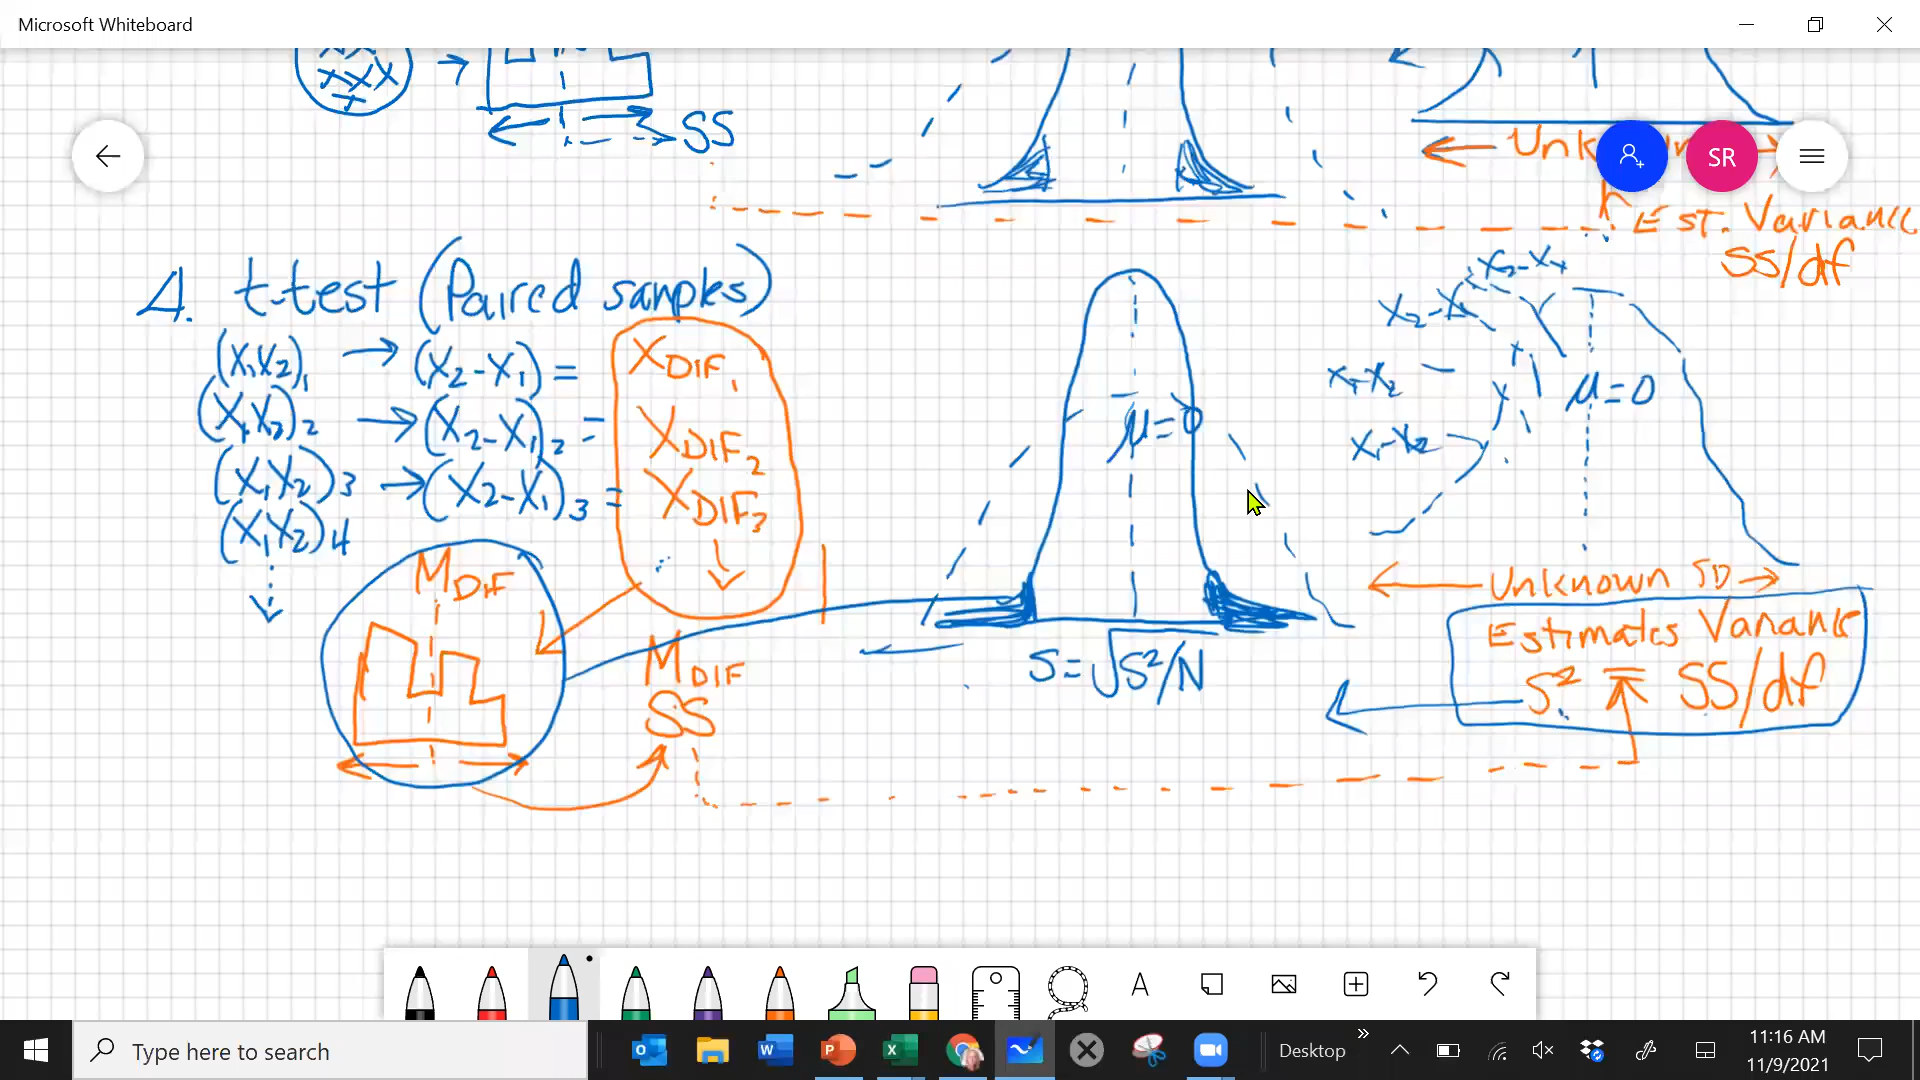 Microsoft Whiteboard
XXX
SS
SR
Est. Variance
SS/df
4. t-test (Paired samples)
(X₁X₂)₁ → (X₂-X₁) = XDIF₁
(X₁X₂)₂ → (X₂-X₁)₂ = XDIF₂
(X₁X₂)3 → (X2-X₁)3 = XDIF3
(X₁X₂)4
MDIF
MDIF
SS
μ=0
S=√S²/N
X₂-X₁
X₁-X₂
X₁-X₂
μ=0
Unknown SD
Estimates Variance
S² = SS/df
A
Type here to search
Desktop
11:16 AM
11/9/2021